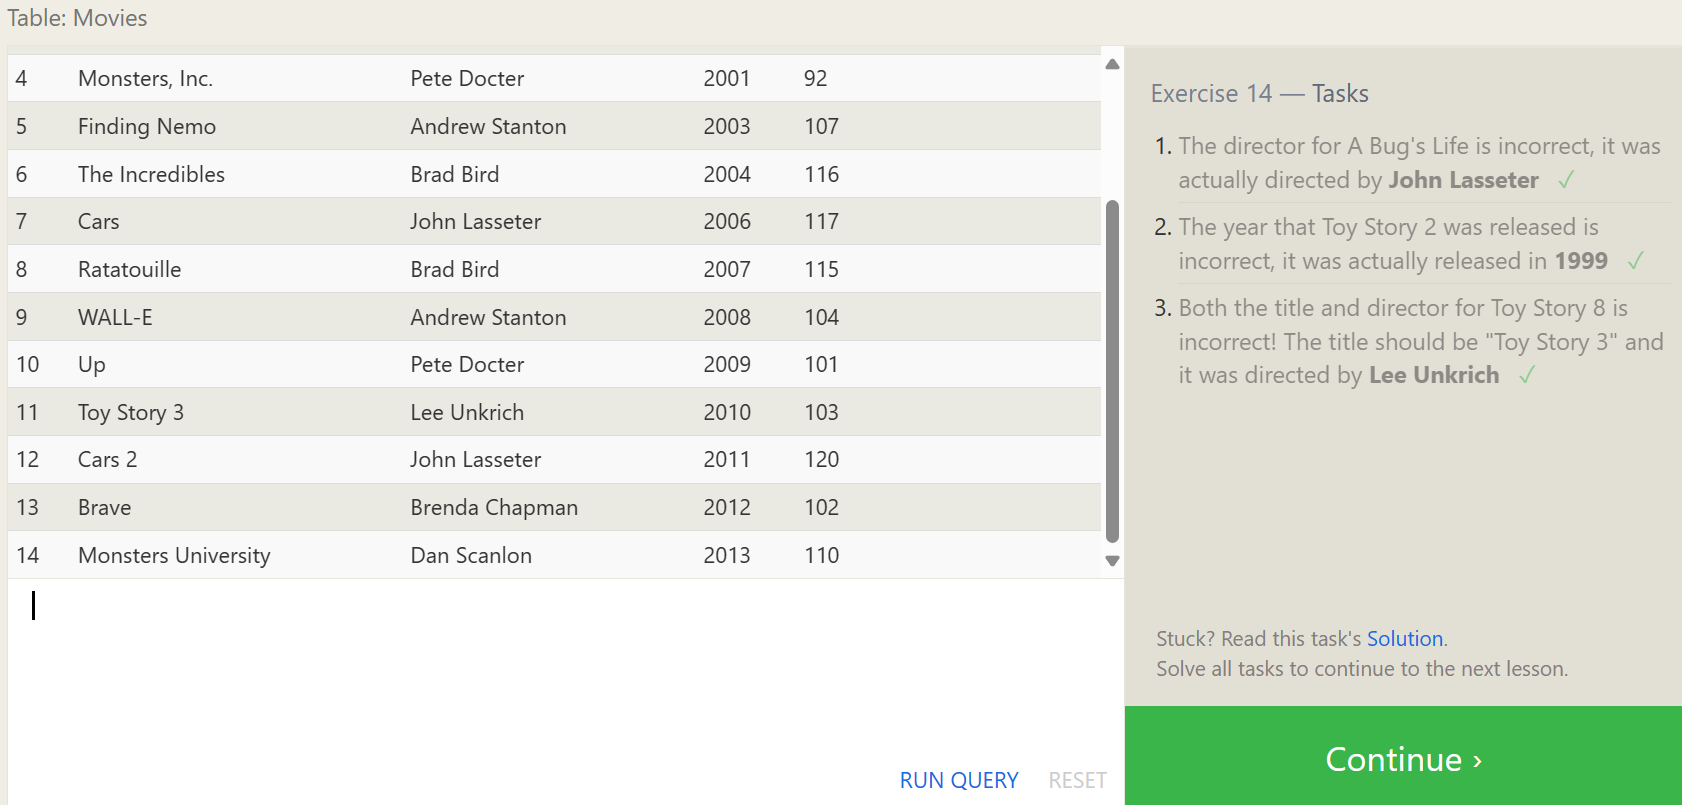 Table: Movies
4 Monsters, Inc. Pete Docter 2001 92
5 Finding Nemo Andrew Stanton 2003 107
6 The Incredibles Brad Bird 2004 116
7 Cars John Lasseter 2006 117
8 Ratatouille Brad Bird 2007 115
9 WALL-E Andrew Stanton 2008 104
10 Up Pete Docter 2009 101
11 Toy Story 3 Lee Unkrich 2010 103
12 Cars 2 John Lasseter 2011 120
13 Brave Brenda Chapman 2012 102
14 Monsters University Dan Scanlon 2013 110
RUN QUERY RESET
Exercise 14 — Tasks
1. The director for A Bug's Life is incorrect, it was
actually directed by John Lasseter ✓
2. The year that Toy Story 2 was released is
incorrect, it was actually released in 1999 ✓
3. Both the title and director for Toy Story 8 is
incorrect! The title should be "Toy Story 3" and
it was directed by Lee Unkrich ✓
Stuck? Read this task's Solution.
Solve all tasks to continue to the next lesson.
Continue ›